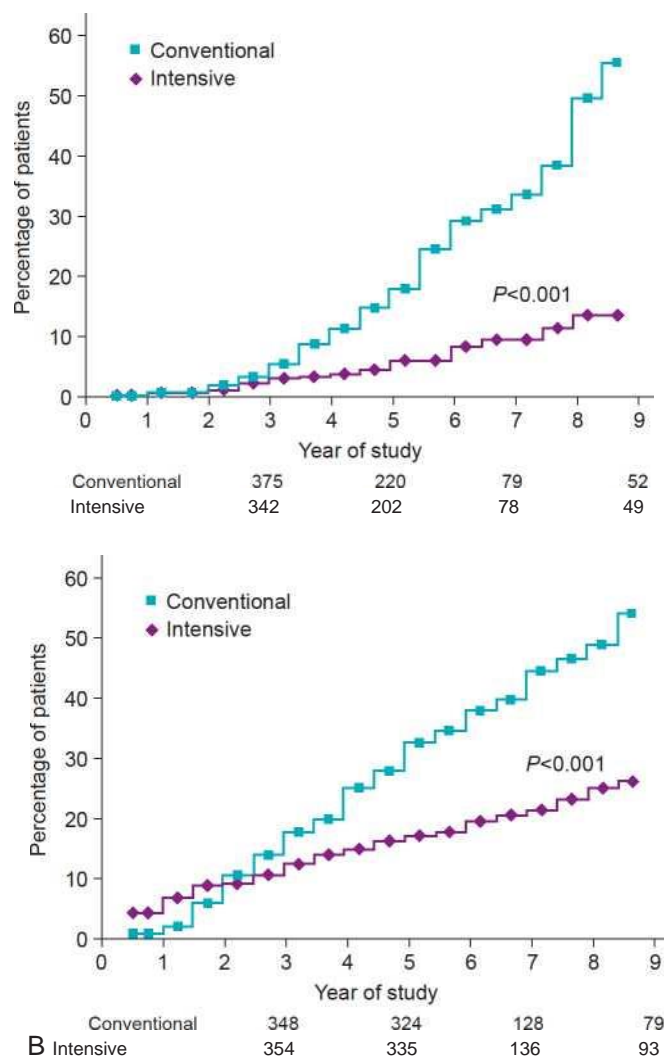 60
Conventional
Intensive
50
40
30
20
P<0.001
10
0
Percentage of patients
0 1 2 3 4 5 6 7 8 9
Year of study
Conventional 375 220 79 52
Intensive 342 202 78 49
60
Conventional
Intensive
50
40
30
P<0.001
20
10
0
Percentage of patients
0 1 2 3 4 5 6 7 8 9
Year of study
Conventional 348 324 128 79
B Intensive 354 335 136 93